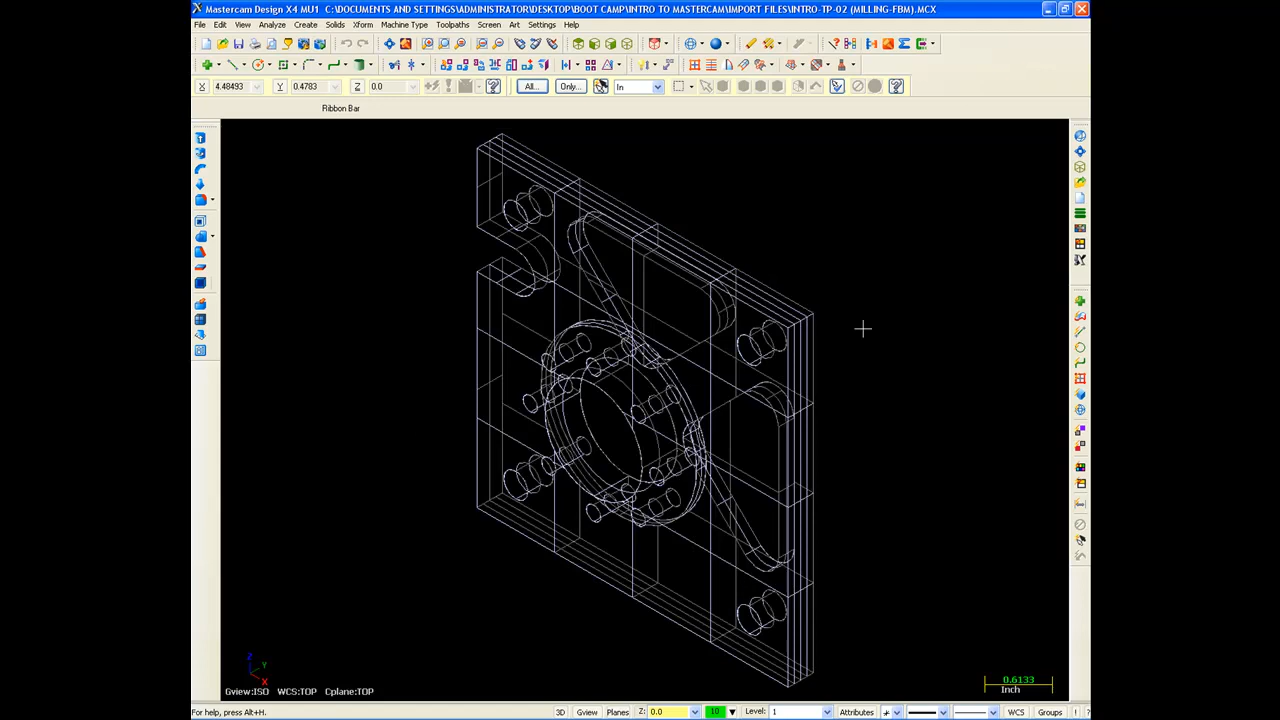 Mastercam Design X4 MU1 C:\DOCUMENTS AND SETTINGS\ADMINISTRATOR\DESKTOP\BOOT CAMP\INTRO TO MASTERCAM\IMPORT FILES\INTRO-TP-02 (MILLING-FBM).MCX
File Edit View Analyze Create Solids Xform Machine Type Toolpaths Screen Art Settings Help
X 4.48493 Y 0.4783 Z 0.0 All... Only... In
Ribbon Bar
Z
Y
X
Gview:ISO WCS:TOP Cplane:TOP
0.6133
Inch
For help, press Alt+H. 3D Gview Planes Z: 0.0 10 Level: 1 Attributes WCS Groups ! ?